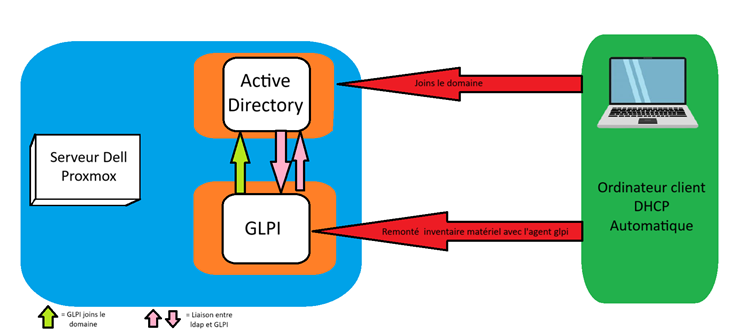 Active
Directory
Joins le domaine
Serveur Dell
Proxmox
Ordinateur client
DHCP
Automatique
GLPI
Remonté inventaire matériel avec l'agent glpi
= GLPI joins le
domaine
= Liaison entre
ldap et GLPI